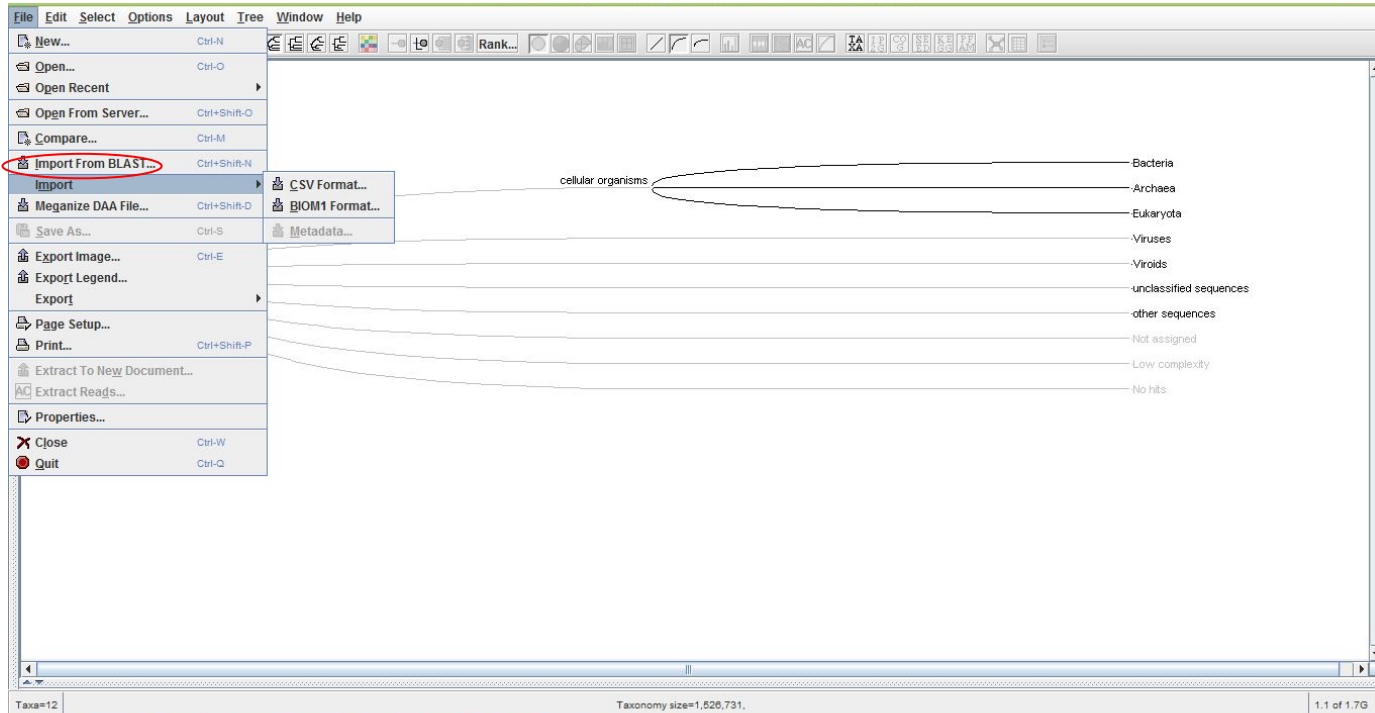 File Edit Select Options Layout Tree Window Help
New... Ctrl-N
Rank...
Open... Ctrl-O
Open Recent
Open From Server... Ctrl+Shift-O
Compare... Ctrl-M
Import From BLAST... Ctrl+Shift-N
Import
CSV Format...
BIOM1 Format...
Metadata...
Meganize DAA File... Ctrl+Shift-D
Save As... Ctrl-S
Export Image... Ctrl-E
Export Legend...
Export
Page Setup...
Print... Ctrl+Shift-P
Extract To New Document...
AC Extract Reads...
Properties...
Close Ctrl-W
Quit Ctrl-Q
cellular organisms
Bacteria
Archaea
Eukaryota
Viruses
Viroids
unclassified sequences
other sequences
Not assigned
Low complexity
No hits
Taxa=12
Taxonomy size=1,526,731,
1.1 of 1.7G